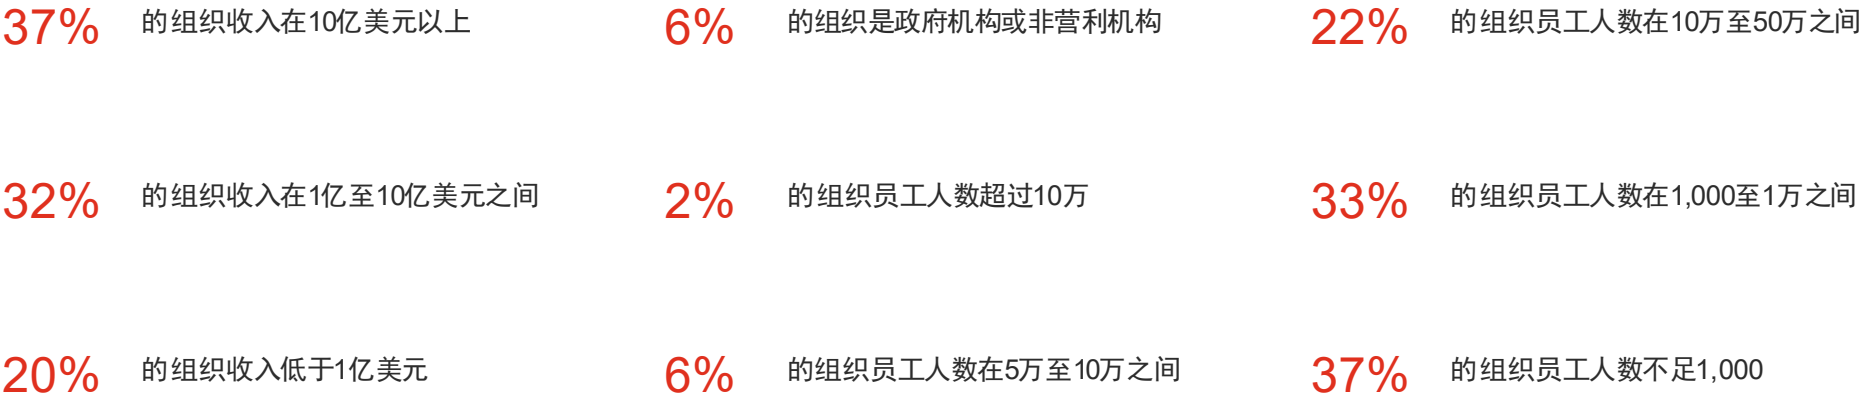 37% 的组织收入在10亿美元以上
6% 的组织是政府机构或非营利机构
22% 的组织员工人数在10万至50万之间
32% 的组织收入在1亿至10亿美元之间
2% 的组织员工人数超过10万
33% 的组织员工人数在1,000至1万之间
20% 的组织收入低于1亿美元
6% 的组织员工人数在5万至10万之间
37% 的组织员工人数不足1,000